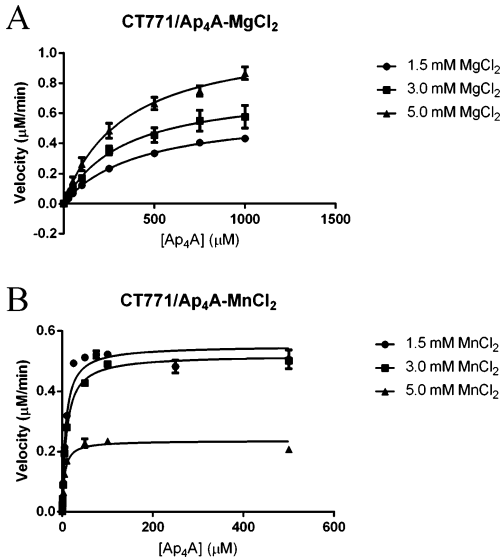 A
CT771/Ap4A-MgCl2
1.0
0.8
0.6
0.4
0.2
0.0
-0.2
Velocity (μM/min)
500
1000
1500
[Ap4A] (μM)
1.5 mM MgCl2
3.0 mM MgCl2
5.0 mM MgCl2
B
CT771/Ap4A-MnCl2
0.6
0.4
0.2
0.0
Velocity (μM/min)
0
200
400
600
[Ap4A] (μM)
1.5 mM MnCl2
3.0 mM MnCl2
5.0 mM MnCl2